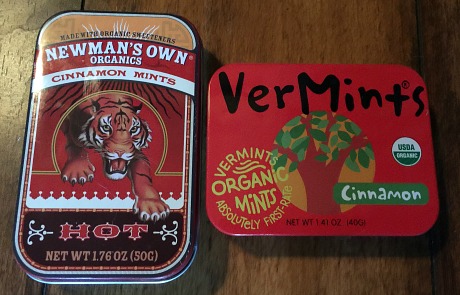 MADE WITH ORGANIC SWEETENERS
NEWMAN'S OWN®
ORGANICS
CINNAMON MINTS
HOT
NET WT 1.76 OZ (50G)
VerMints®
USDA
ORGANIC
VERMINTS
ORGANIC
MINTS
ABSOLUTELY FIRST-RATE
Cinnamon
NET WT 1.41 OZ (40G)